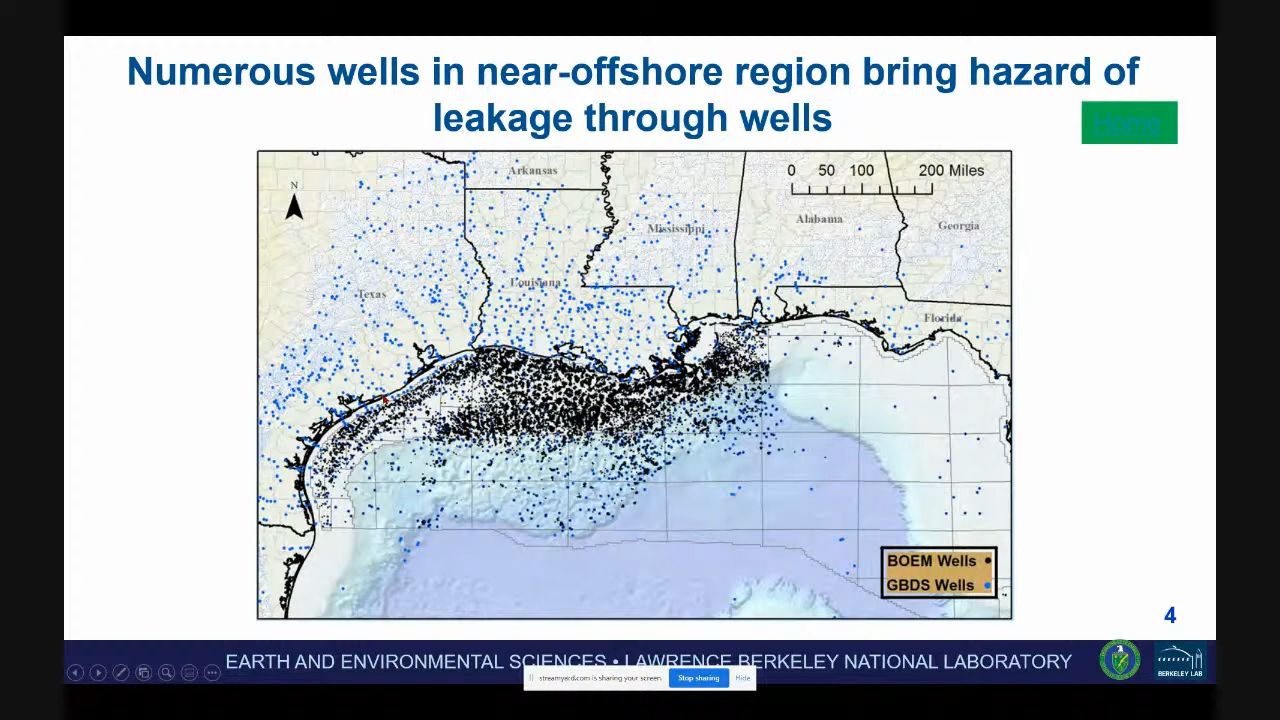 Numerous wells in near-offshore region bring hazard of
leakage through wells
Home
N
0 50 100 200 Miles
Arkansas
Mississippi
Alabama
Georgia
Texas
Louisiana
Florida
BOEM Wells
GBDS Wells
4
EARTH AND ENVIRONMENTAL SCIENCES • LAWRENCE BERKELEY NATIONAL LABORATORY
BERKELEY LAB
streamyard.com is sharing your screen.
Stop sharing
Hide